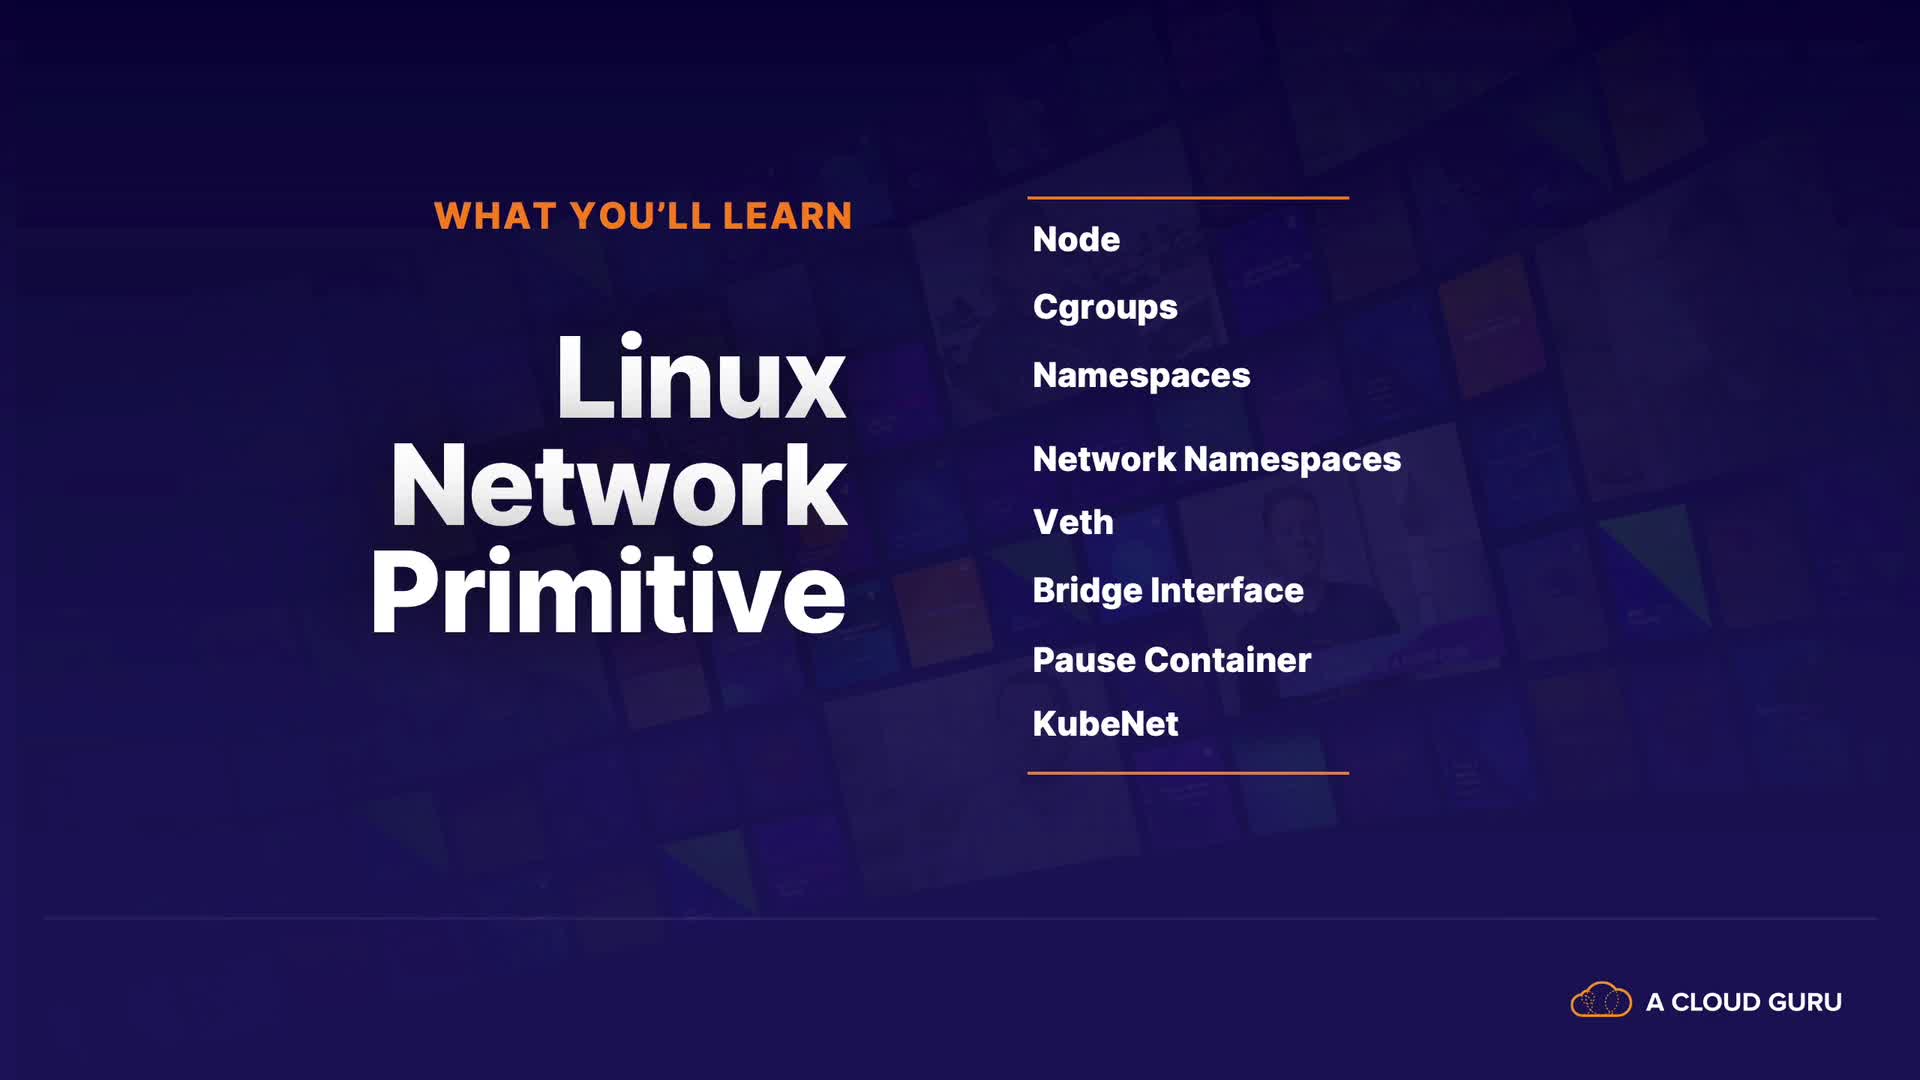 WHAT YOU'LL LEARN
Linux
Network
Primitive
Node
Cgroups
Namespaces
Network Namespaces
Veth
Bridge Interface
Pause Container
KubeNet
A CLOUD GURU